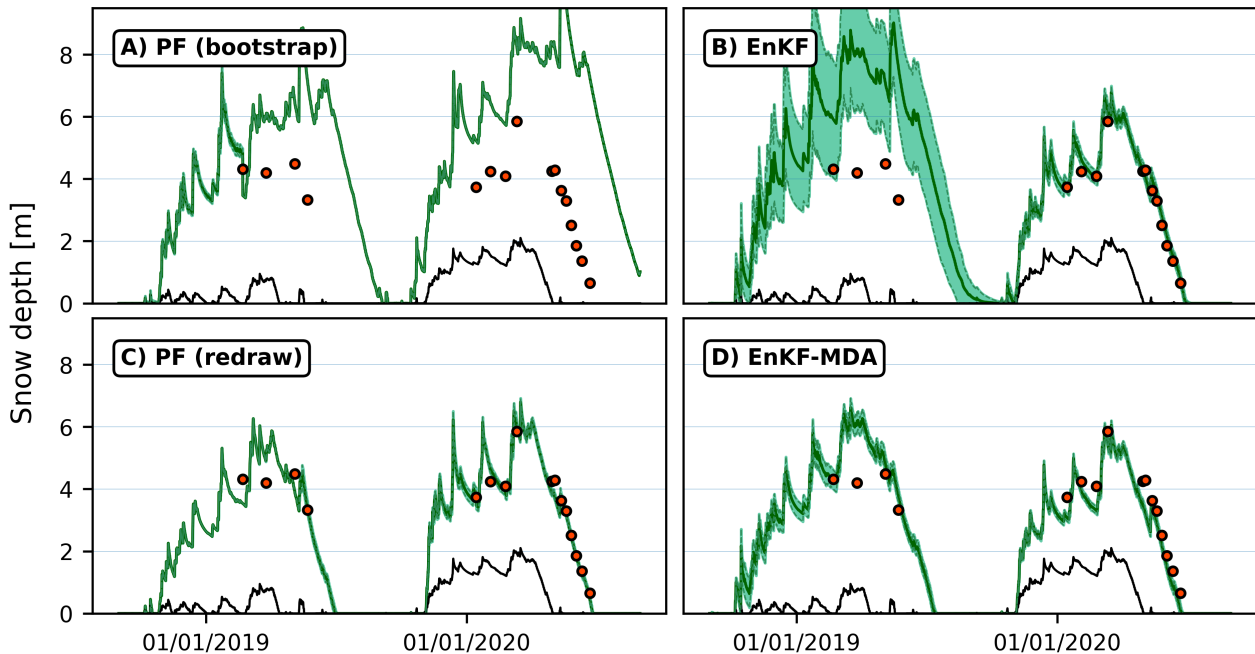 A) PF (bootstrap)
B) EnKF
8
6
4
2
0
Snow depth [m]
C) PF (redraw)
D) EnKF-MDA
8
6
4
2
0
01/01/2019
01/01/2020
01/01/2019
01/01/2020